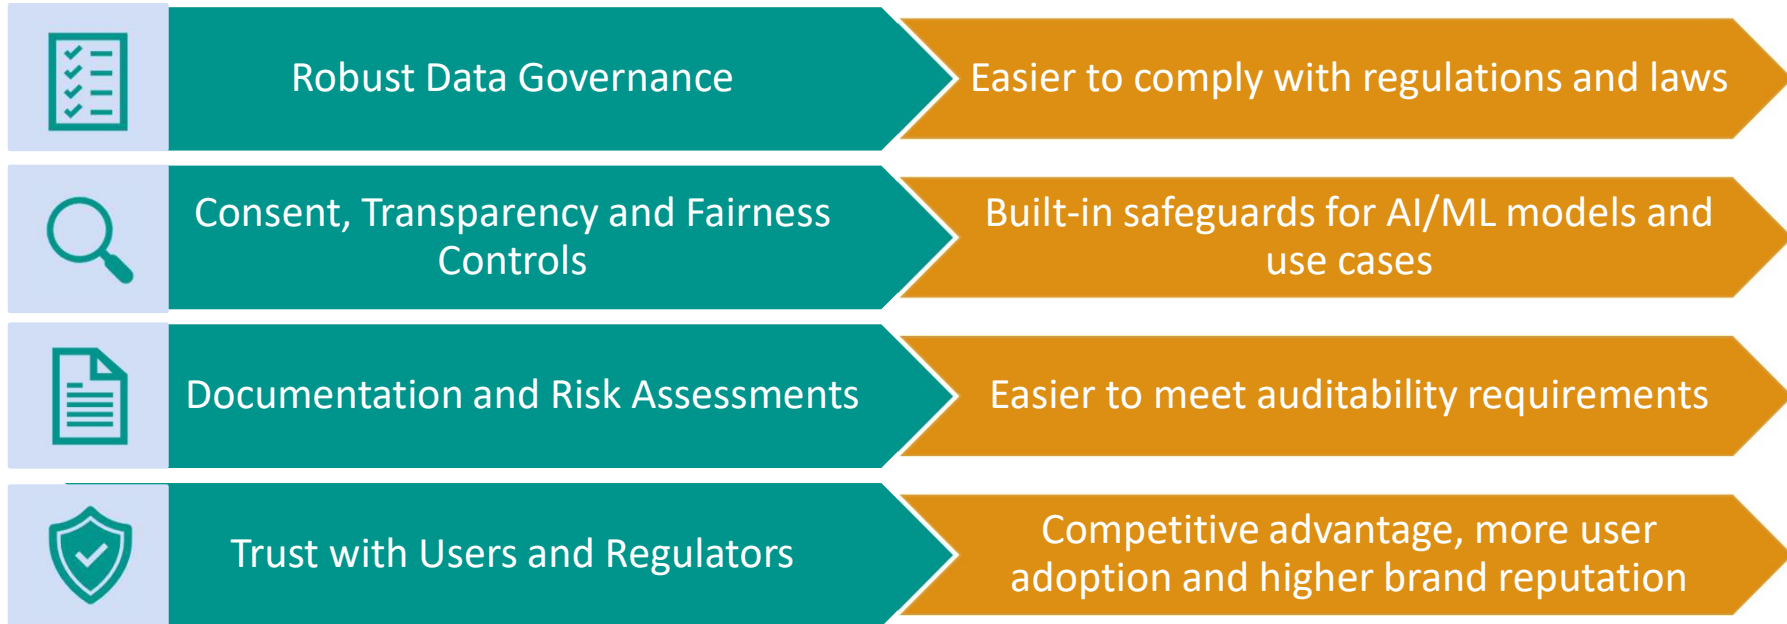 Robust Data Governance
Easier to comply with regulations and laws
Consent, Transparency and Fairness
Controls
Built-in safeguards for AI/ML models and
use cases
Documentation and Risk Assessments
Easier to meet auditability requirements
Trust with Users and Regulators
Competitive advantage, more user
adoption and higher brand reputation